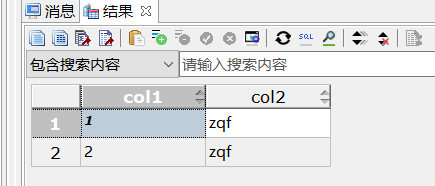 消息 结果
SQL
包含搜索内容 请输入搜索内容
col1 col2
1 1 zqf
2 2 zqf